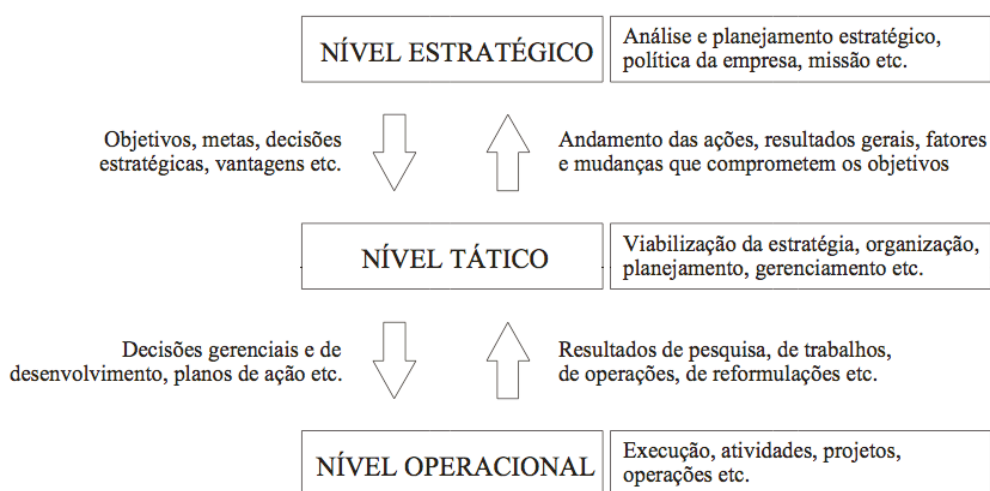 NÍVEL ESTRATÉGICO
Análise e planejamento estratégico,
política da empresa, missão etc.
Objetivos, metas, decisões
estratégicas, vantagens etc.
Andamento das ações, resultados gerais, fatores
e mudanças que comprometem os objetivos
NÍVEL TÁTICO
Viabilização da estratégia, organização,
planejamento, gerenciamento etc.
Decisões gerenciais e de
desenvolvimento, planos de ação etc.
Resultados de pesquisa, de trabalhos,
de operações, de reformulações etc.
NÍVEL OPERACIONAL
Execução, atividades, projetos,
operações etc.